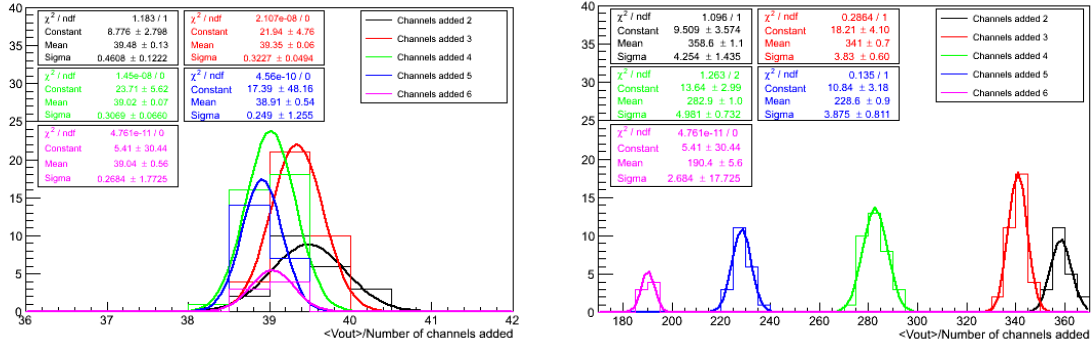 χ² / ndf 1.183 / 1
Constant 8.776 ± 2.798
Mean 39.48 ± 0.13
Sigma 0.4608 ± 0.1222
χ² / ndf 2.107e-08 / 0
Constant 21.94 ± 4.76
Mean 39.35 ± 0.06
Sigma 0.3227 ± 0.0494
χ² / ndf 1.45e-08 / 0
Constant 23.71 ± 5.62
Mean 39.02 ± 0.07
Sigma 0.3069 ± 0.0660
χ² / ndf 4.56e-10 / 0
Constant 17.39 ± 48.16
Mean 38.91 ± 0.54
Sigma 0.249 ± 1.255
χ² / ndf 4.761e-11 / 0
Constant 5.41 ± 30.44
Mean 39.04 ± 0.56
Sigma 0.2684 ± 1.7725
Channels added 2
Channels added 3
Channels added 4
Channels added 5
Channels added 6
40
35
30
25
20
15
10
5
0
36 37 38 39 40 41 42
<Vout>/Number of channels added
χ² / ndf 1.096 / 1
Constant 9.509 ± 3.574
Mean 358.6 ± 1.1
Sigma 4.254 ± 1.435
χ² / ndf 0.2864 / 1
Constant 18.21 ± 4.10
Mean 341 ± 0.7
Sigma 3.83 ± 0.60
χ² / ndf 1.263 / 2
Constant 13.64 ± 2.99
Mean 282.9 ± 1.0
Sigma 4.981 ± 0.732
χ² / ndf 0.135 / 1
Constant 10.84 ± 3.18
Mean 228.6 ± 0.9
Sigma 3.875 ± 0.811
χ² / ndf 4.761e-11 / 0
Constant 5.41 ± 30.44
Mean 190.4 ± 5.6
Sigma 2.684 ± 17.725
Channels added 2
Channels added 3
Channels added 4
Channels added 5
Channels added 6
40
35
30
25
20
15
10
5
0
180 200 220 240 260 280 300 320 340 360
<Vout>/Number of channels added